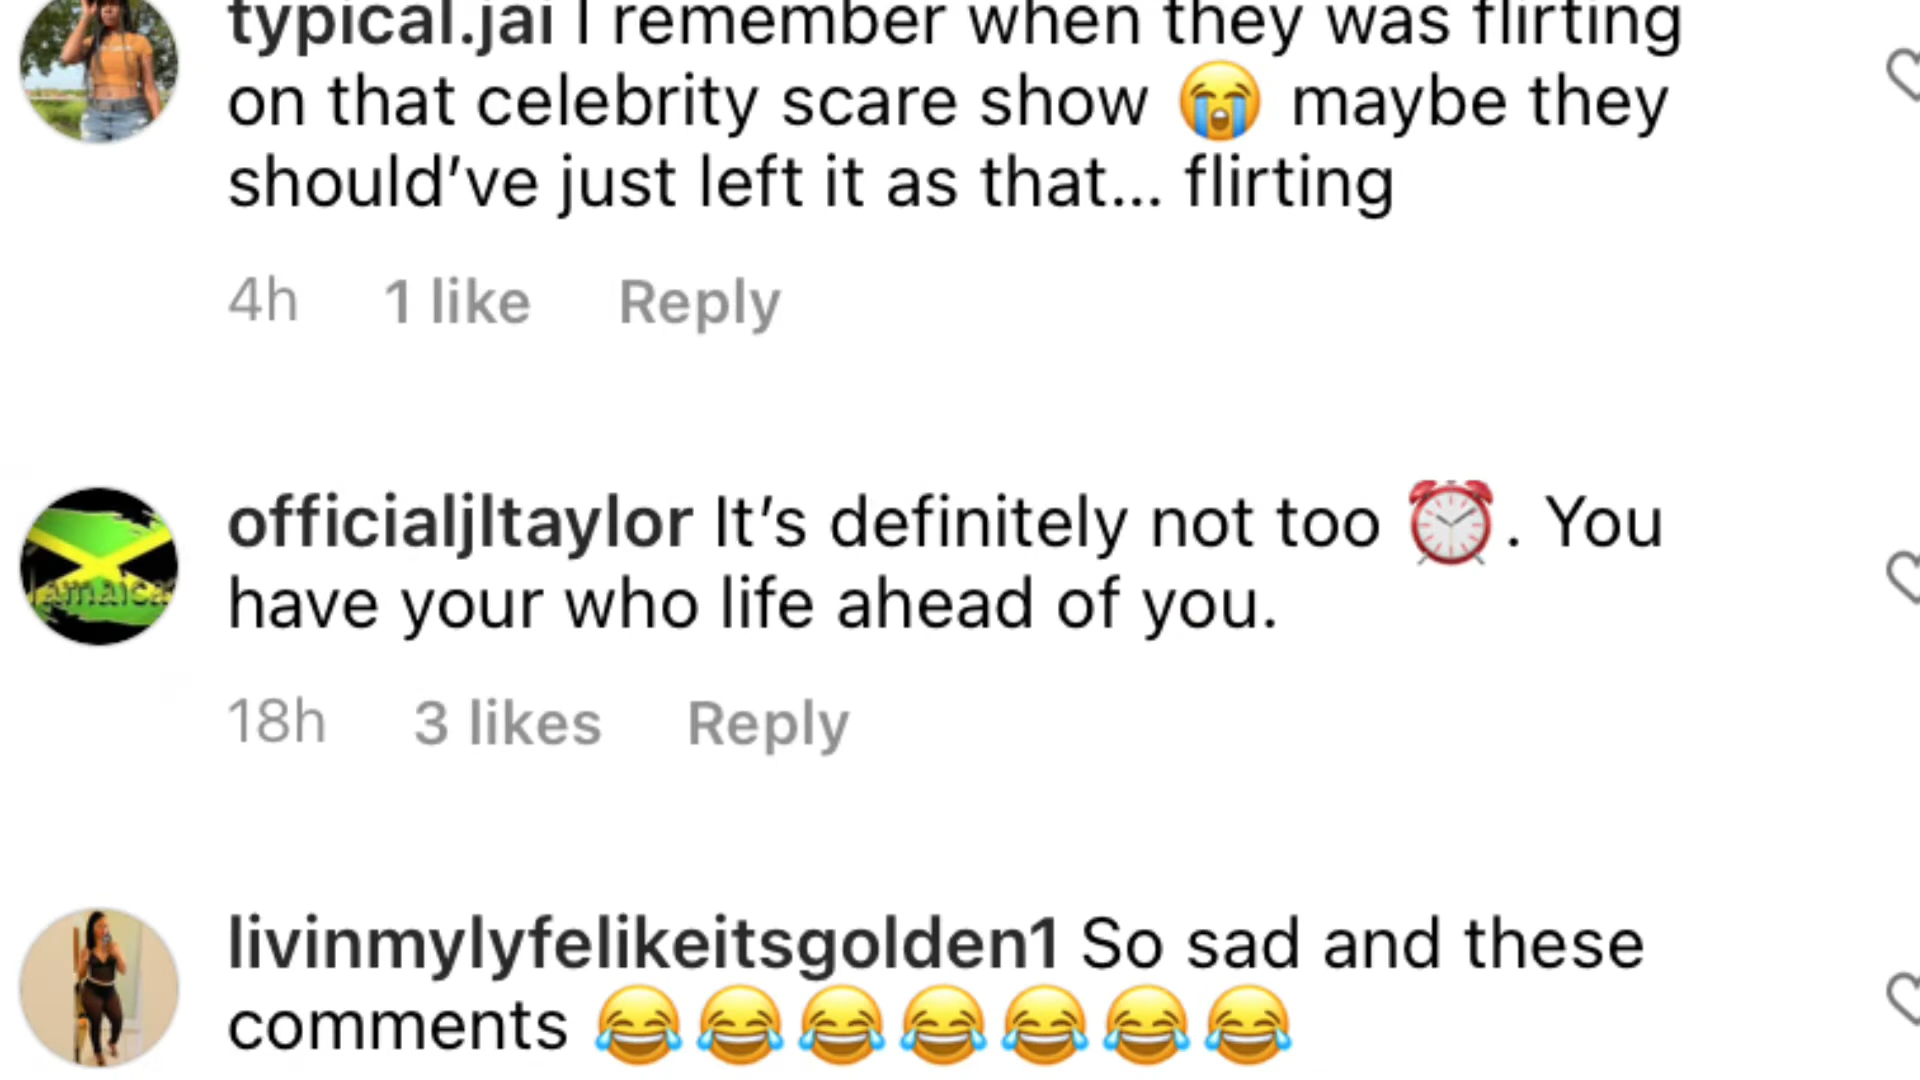 typical.jai I remember when they was flirting
on that celebrity scare show 😭 maybe they
should’ve just left it as that... flirting
4h 1 like Reply
officialjltaylor It’s definitely not too ⏰. You
have your who life ahead of you.
Jamaica
18h 3 likes Reply
livinmylyfelikeitsgolden1 So sad and these
comments 😂😂😂😂😂😂😂